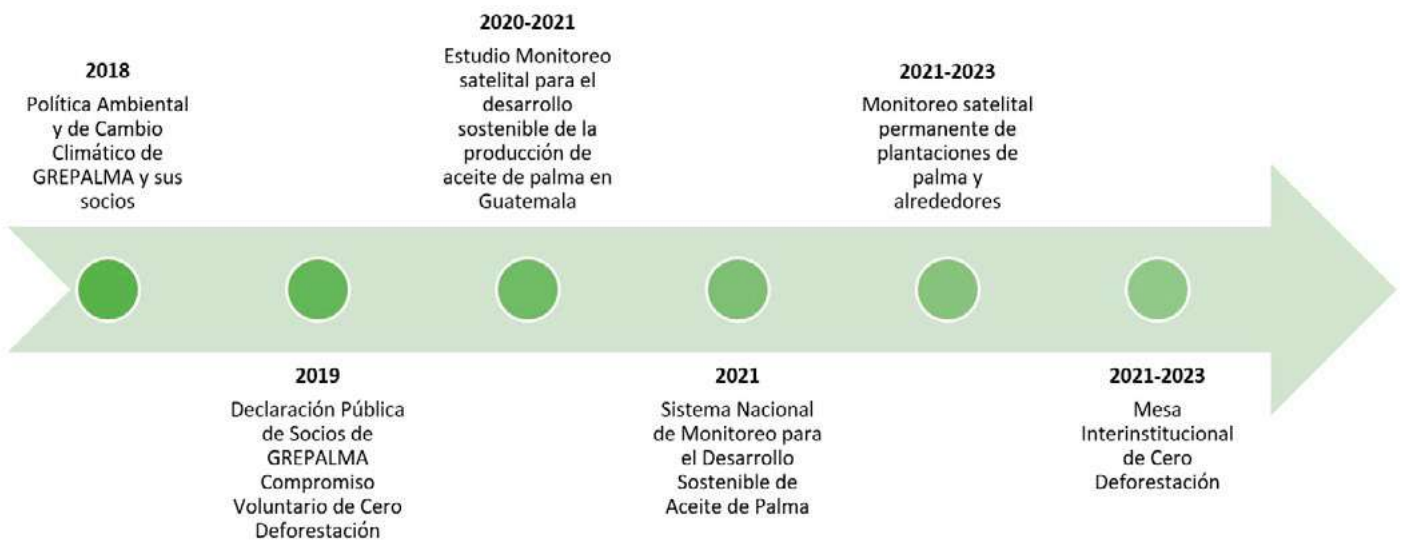 2018
Política Ambiental
y de Cambio
Climático de
GREPALMA y sus
socios
2019
Declaración Pública
de Socios de
GREPALMA
Compromiso
Voluntario de Cero
Deforestación
2020-2021
Estudio Monitoreo
satelital para el
desarrollo
sostenible de la
producción de
aceite de palma en
Guatemala
2021
Sistema Nacional
de Monitoreo para
el Desarrollo
Sostenible de
Aceite de Palma
2021-2023
Monitoreo satelital
permanente de
plantaciones de
palma y
alrededores
2021-2023
Mesa
Interinstitucional
de Cero
Deforestación